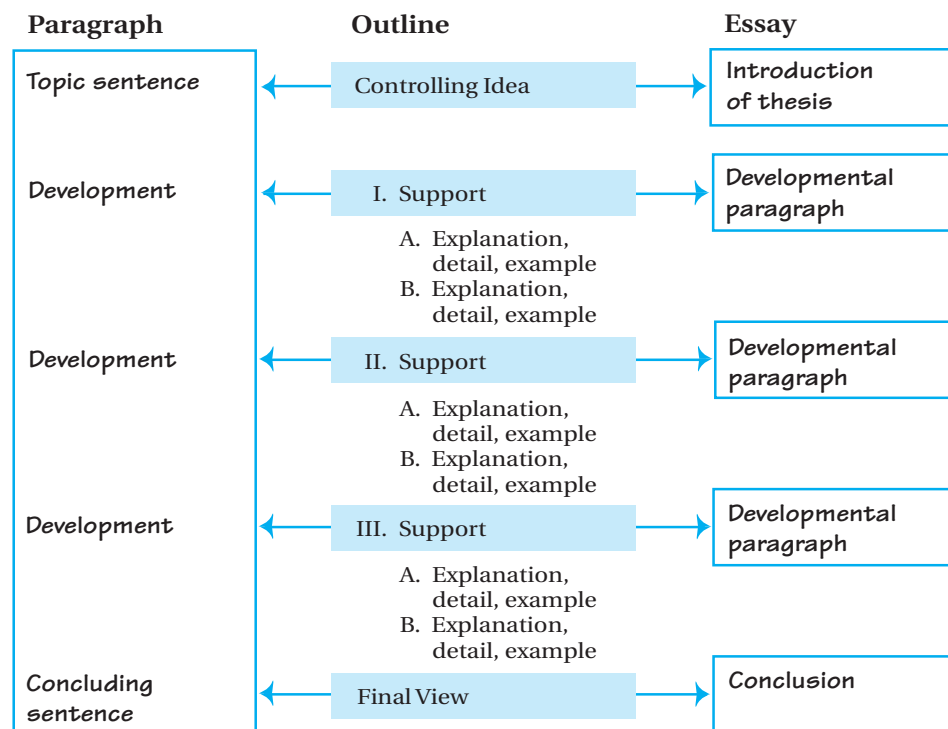 Paragraph Outline Essay
Topic sentence Controlling Idea Introduction
of thesis
Development I. Support Developmental
paragraph
A. Explanation,
detail, example
B. Explanation,
detail, example
Development II. Support Developmental
paragraph
A. Explanation,
detail, example
B. Explanation,
detail, example
Development III. Support Developmental
paragraph
A. Explanation,
detail, example
B. Explanation,
detail, example
Concluding
sentence Final View Conclusion